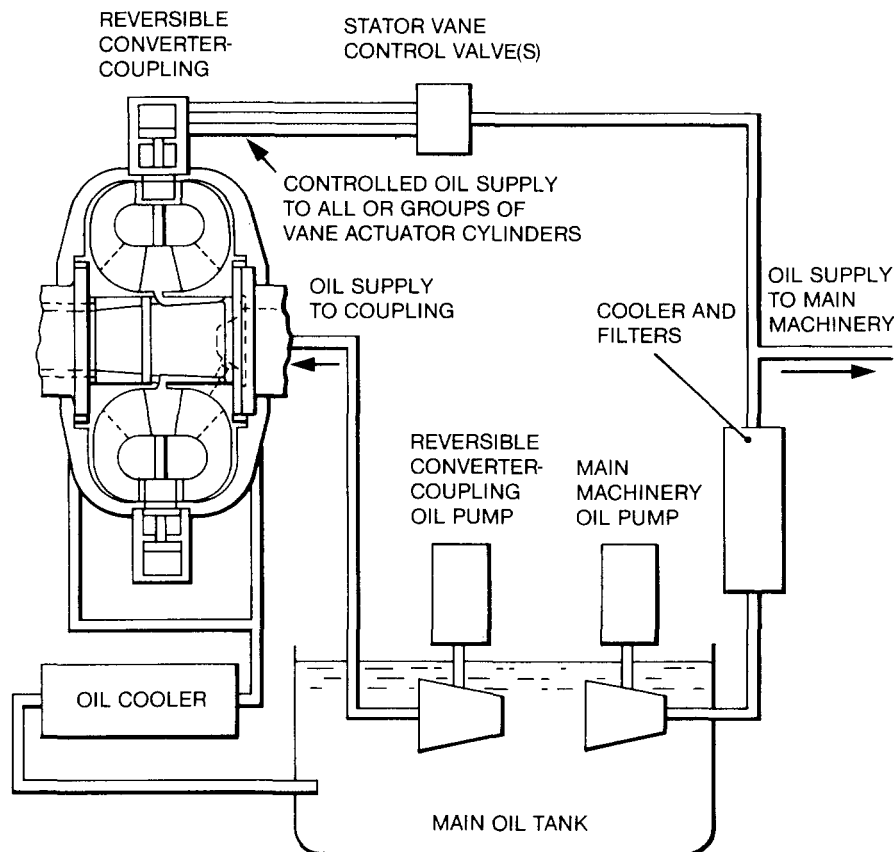 REVERSIBLE
CONVERTER-
COUPLING
STATOR VANE
CONTROL VALVE(S)
CONTROLLED OIL SUPPLY
TO ALL OR GROUPS OF
VANE ACTUATOR CYLINDERS
OIL SUPPLY
TO COUPLING
OIL SUPPLY
TO MAIN
MACHINERY
COOLER AND
FILTERS
REVERSIBLE
CONVERTER-
COUPLING
OIL PUMP
MAIN
MACHINERY
OIL PUMP
OIL COOLER
MAIN OIL TANK